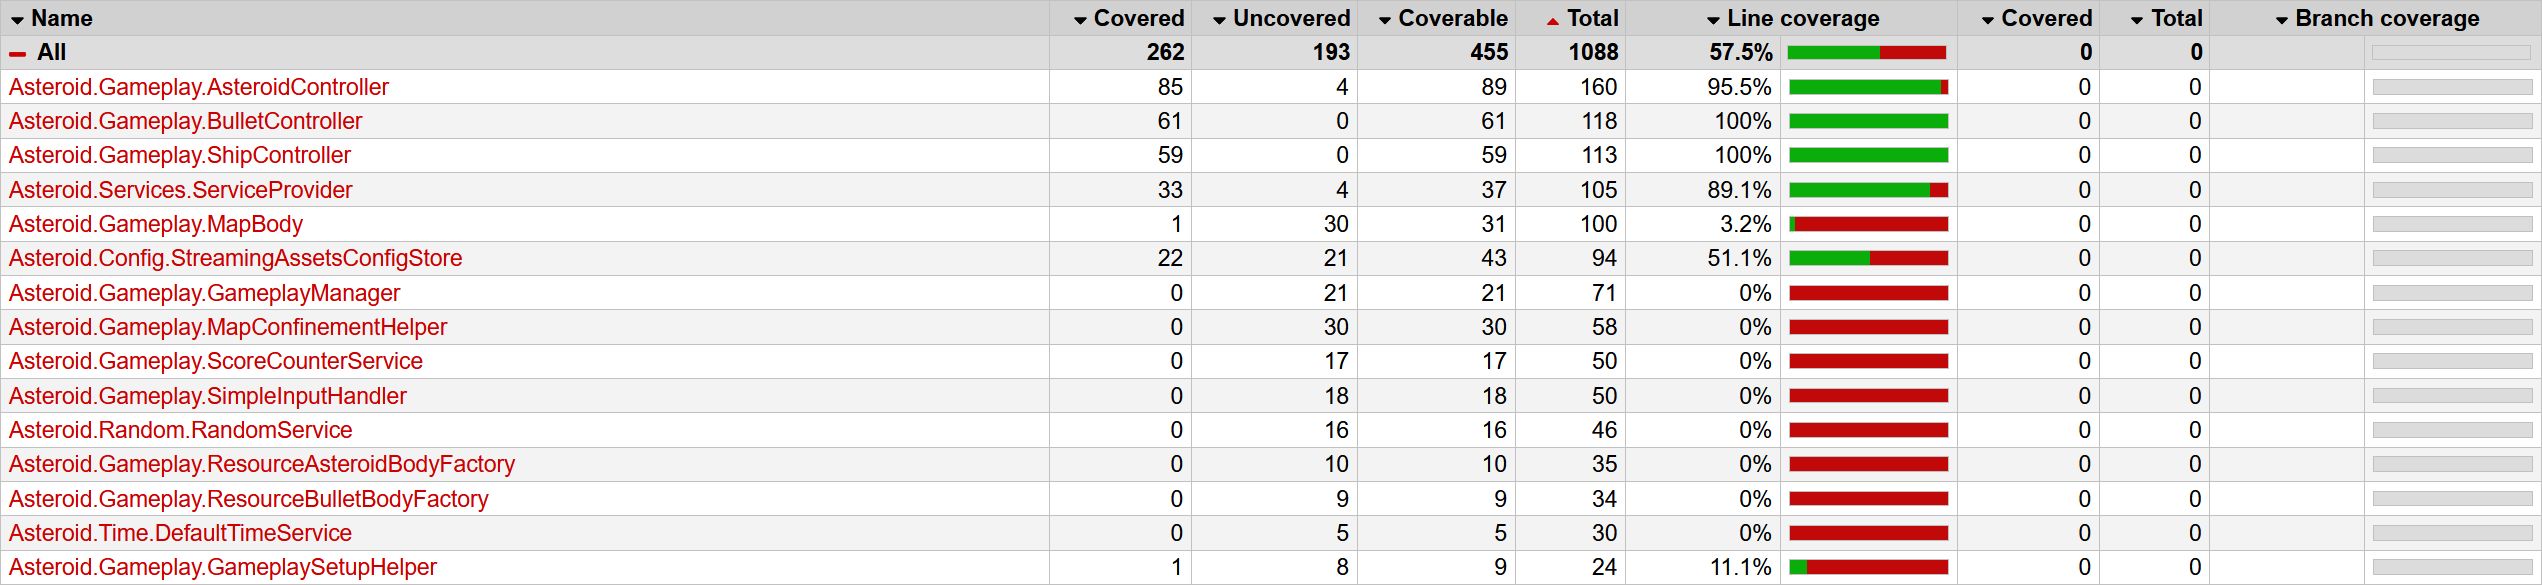 Name Covered Uncovered Coverable Total Line coverage Covered Total Branch coverage
All 262 193 455 1088 57.5% 0 0
Asteroid.Gameplay.AsteroidController 85 4 89 160 95.5% 0 0
Asteroid.Gameplay.BulletController 61 0 61 118 100% 0 0
Asteroid.Gameplay.ShipController 59 0 59 113 100% 0 0
Asteroid.Services.ServiceProvider 33 4 37 105 89.1% 0 0
Asteroid.Gameplay.MapBody 1 30 31 100 3.2% 0 0
Asteroid.Config.StreamingAssetsConfigStore 22 21 43 94 51.1% 0 0
Asteroid.Gameplay.GameplayManager 0 21 21 71 0% 0 0
Asteroid.Gameplay.MapConfinementHelper 0 30 30 58 0% 0 0
Asteroid.Gameplay.ScoreCounterService 0 17 17 50 0% 0 0
Asteroid.Gameplay.SimpleInputHandler 0 18 18 50 0% 0 0
Asteroid.Random.RandomService 0 16 16 46 0% 0 0
Asteroid.Gameplay.ResourceAsteroidBodyFactory 0 10 10 35 0% 0 0
Asteroid.Gameplay.ResourceBulletBodyFactory 0 9 9 34 0% 0 0
Asteroid.Time.DefaultTimeService 0 5 5 30 0% 0 0
Asteroid.Gameplay.GameplaySetupHelper 1 8 9 24 11.1% 0 0